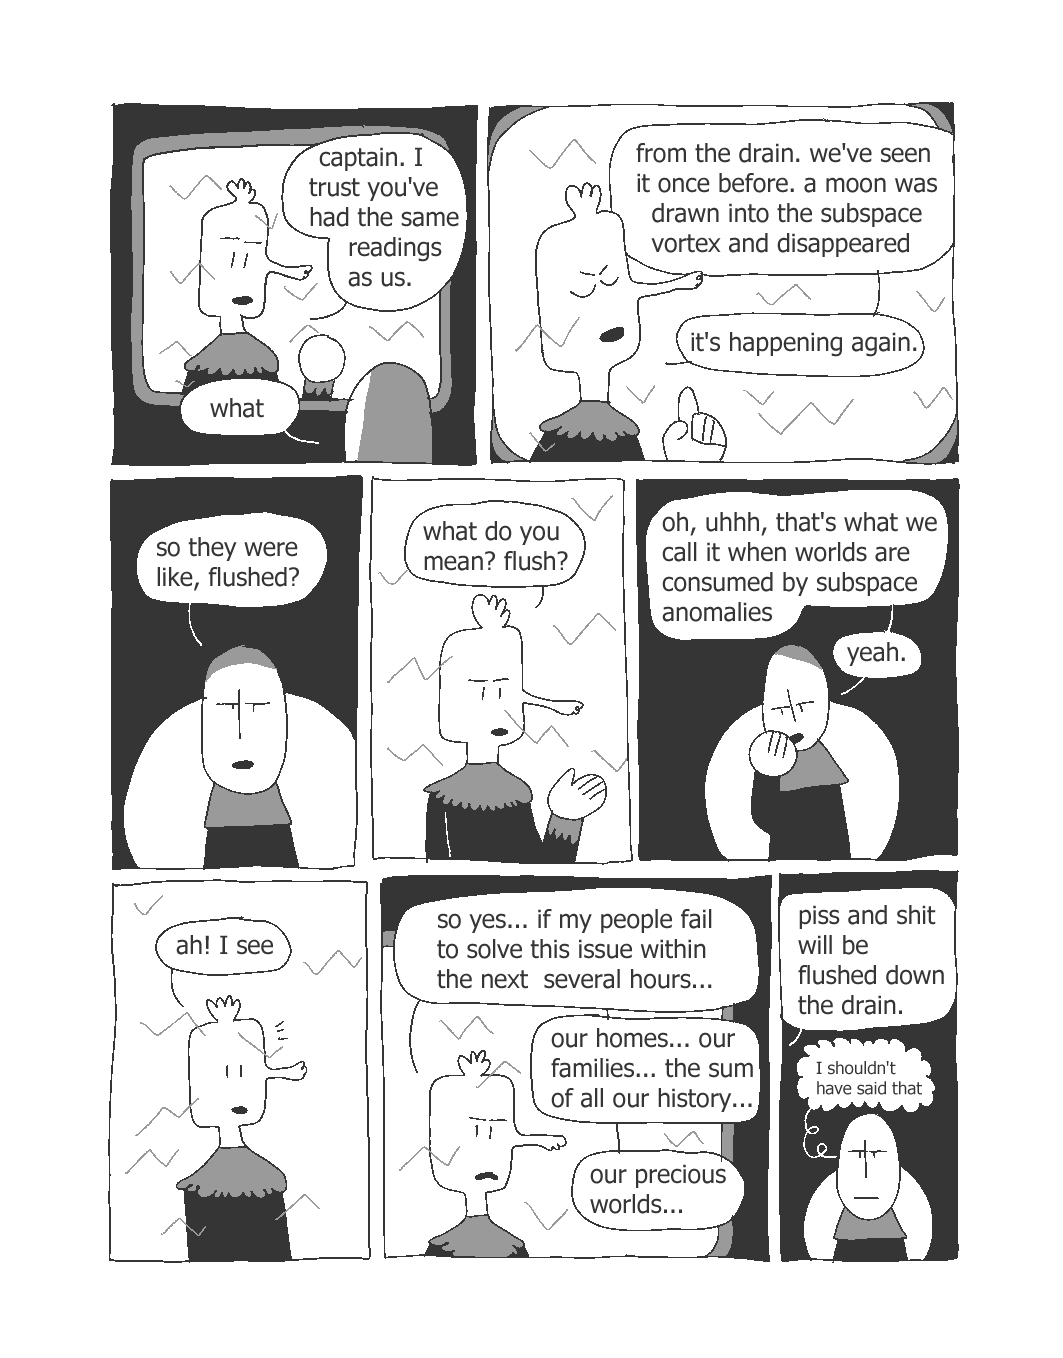 captain. I
trust you've
had the same
readings
as us.
what
from the drain. we've seen
it once before. a moon was
drawn into the subspace
vortex and disappeared
it's happening again.
so they were
like, flushed?
what do you
mean? flush?
oh, uhhh, that's what we
call it when worlds are
consumed by subspace
anomalies
yeah.
ah! I see
so yes... if my people fail
to solve this issue within
the next several hours...
our homes... our
families... the sum
of all our history...
our precious
worlds...
piss and shit
will be
flushed down
the drain.
I shouldn't
have said that